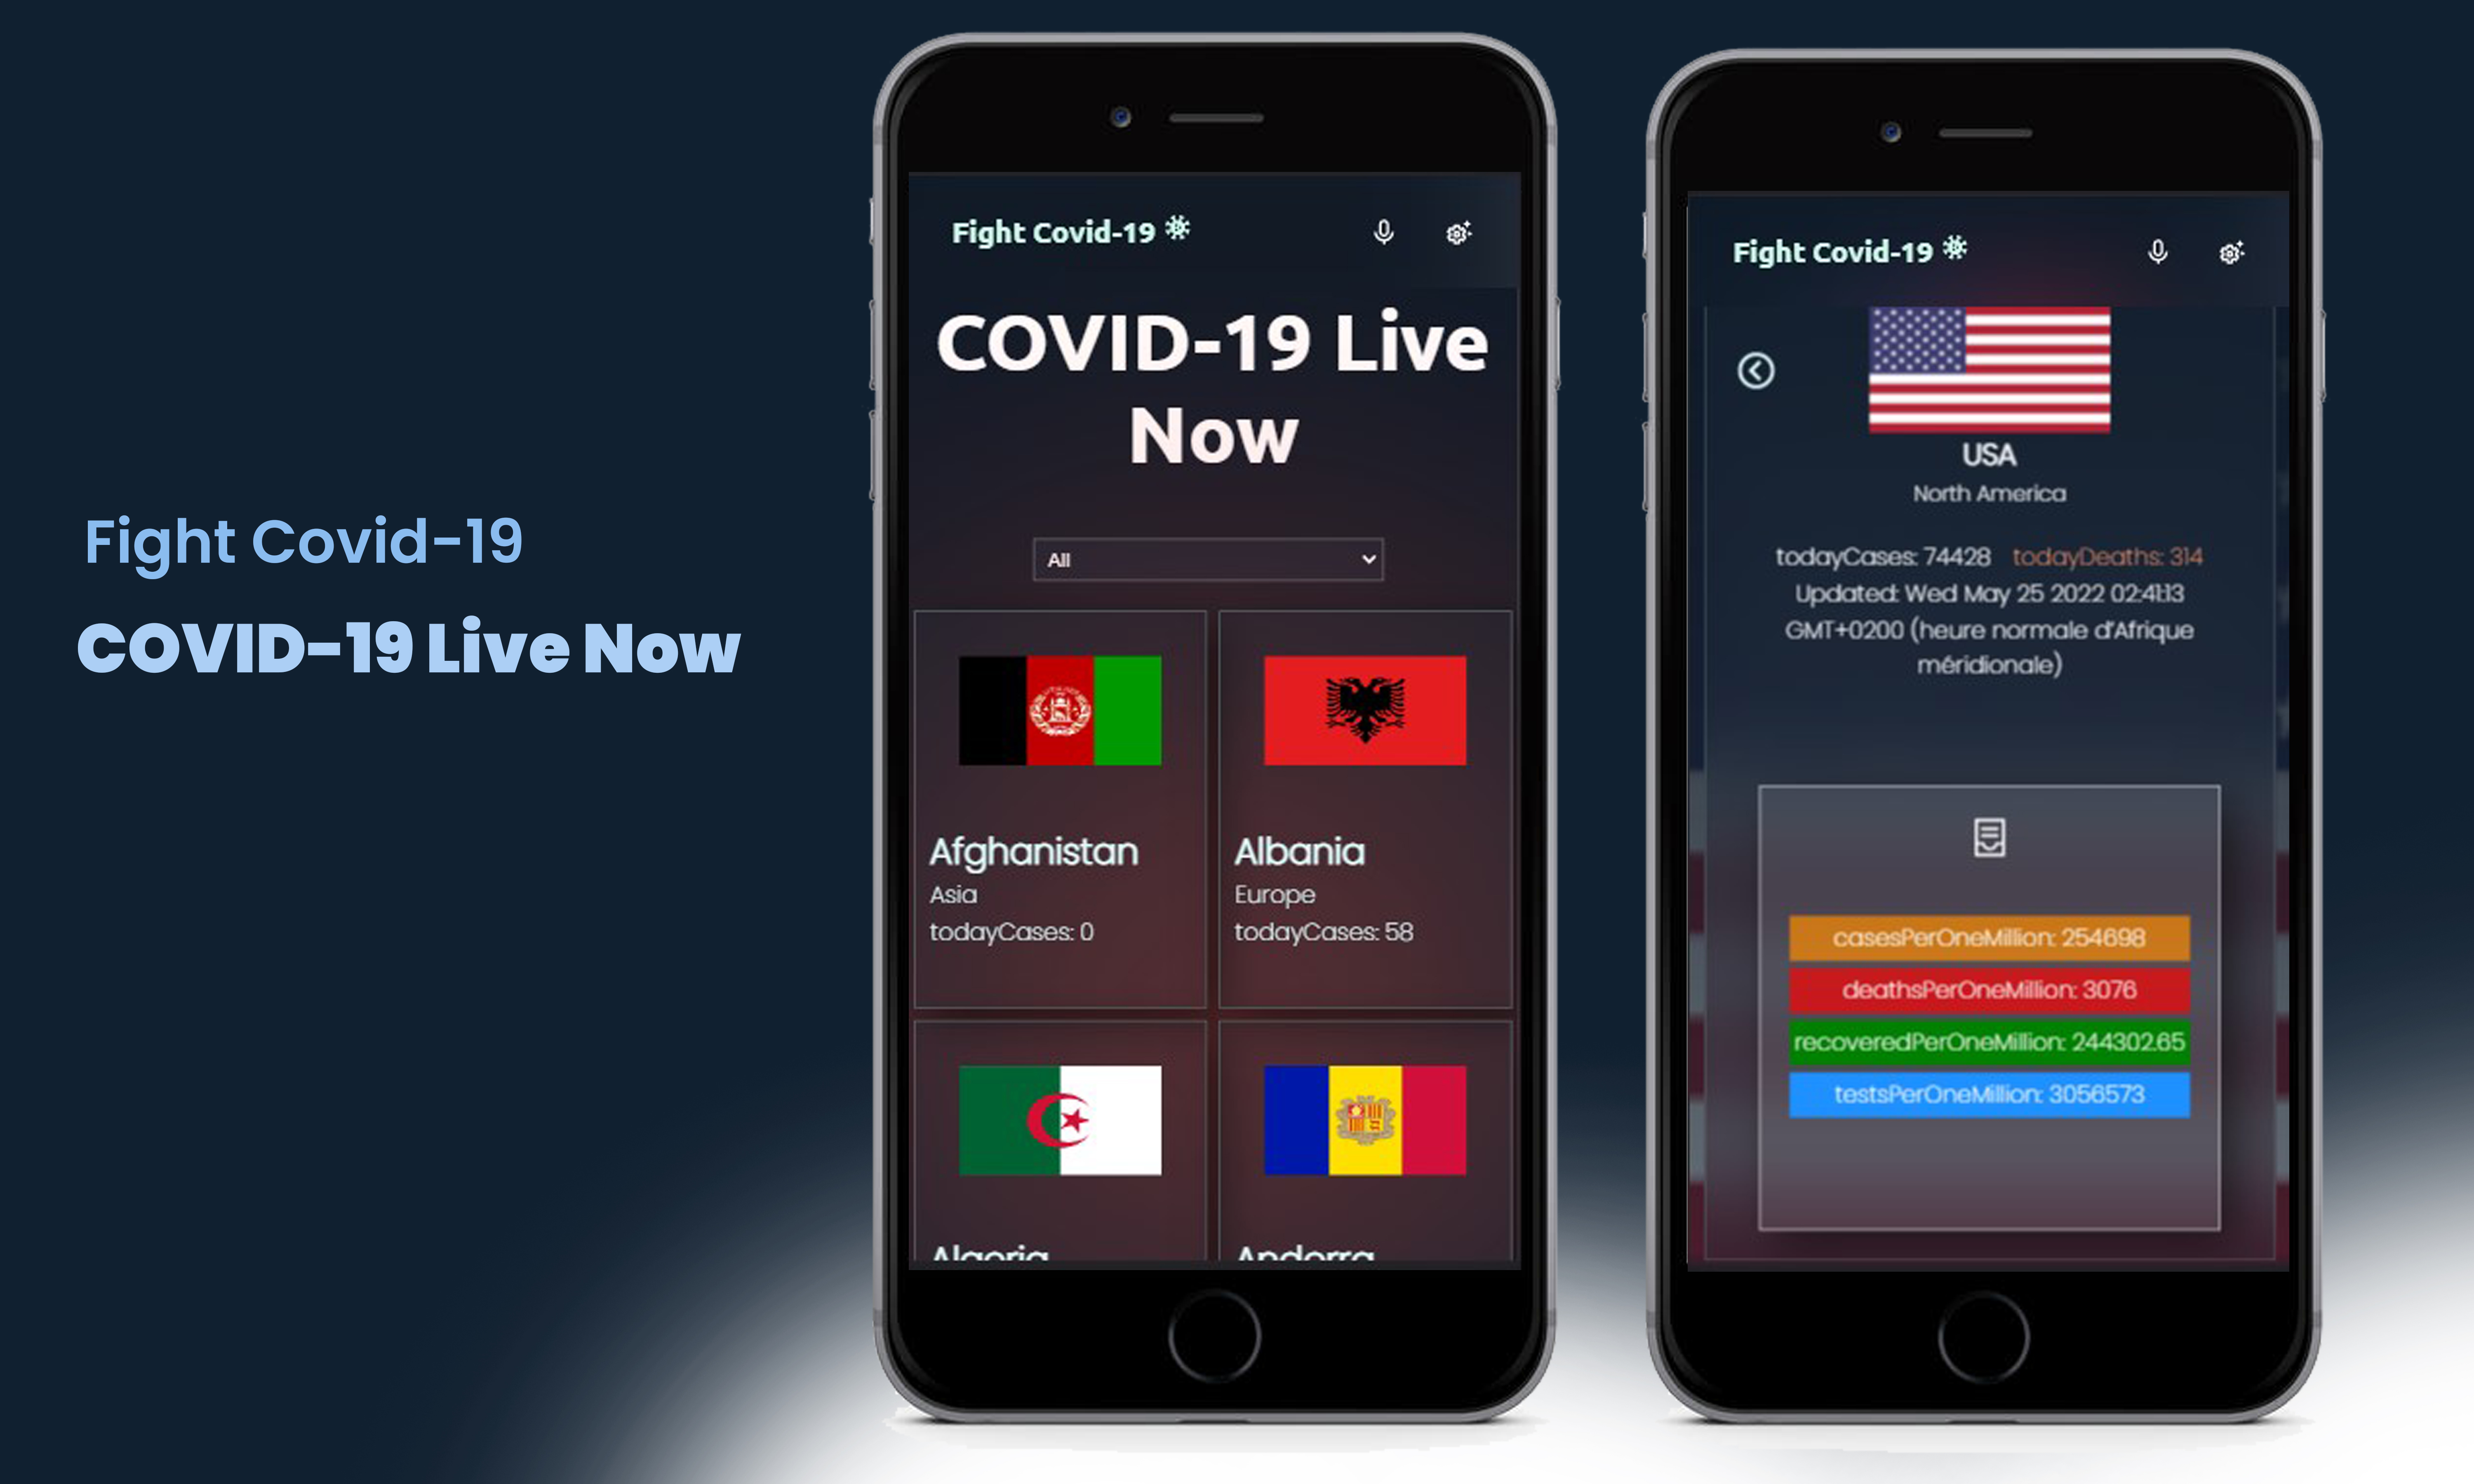 Fight Covid-19
COVID-19 Live Now
Fight Covid-19
COVID-19 Live
Now
All
Afghanistan
Asia
todayCases: 0
Albania
Europe
todayCases: 58
Algeria
Andorra
Fight Covid-19
USA
North America
todayCases: 74428 todayDeaths: 314
Updated: Wed May 25 2022 02:41:13
GMT+0200 (heure normale d'Afrique
méridionale)
casesPerOneMillion: 254698
deathsPerOneMillion: 3076
recoveredPerOneMillion: 244302.65
testsPerOneMillion: 3056573